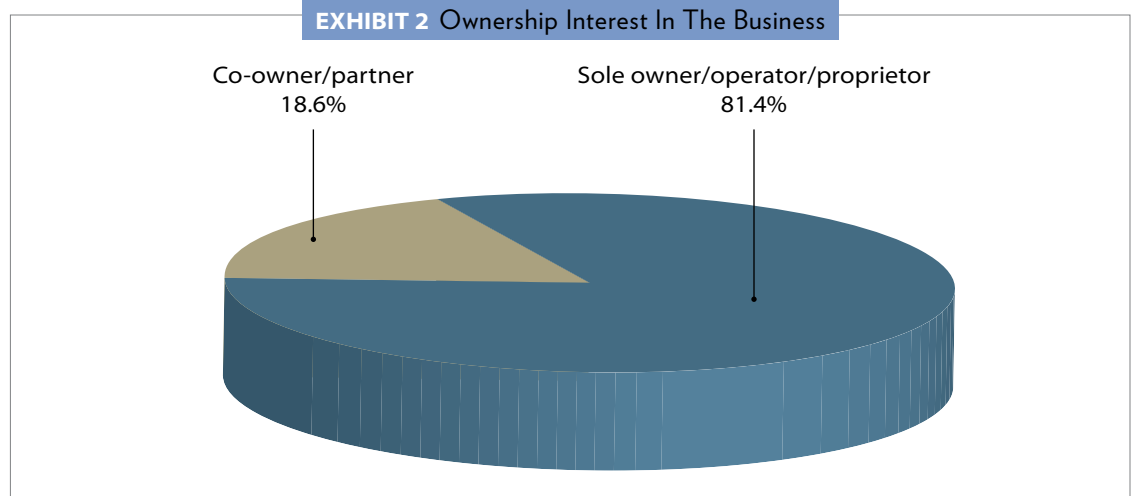 EXHIBIT 2 Ownership Interest In The Business
Co-owner/partner
18.6%
Sole owner/operator/proprietor
81.4%